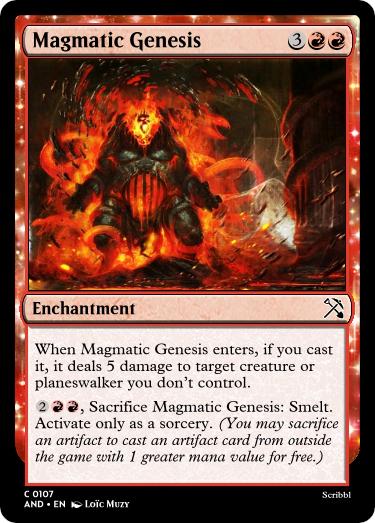 Magmatic Genesis 3
Enchantment
When Magmatic Genesis enters, if you cast
it, it deals 5 damage to target creature or
planeswalker you don't control.
2, Sacrifice Magmatic Genesis: Smelt.
Activate only as a sorcery. (You may sacrifice
an artifact to cast an artifact card from outside
the game with 1 greater mana value for free.)
C 0107
AND • EN Loïc Muzy
Scribbl